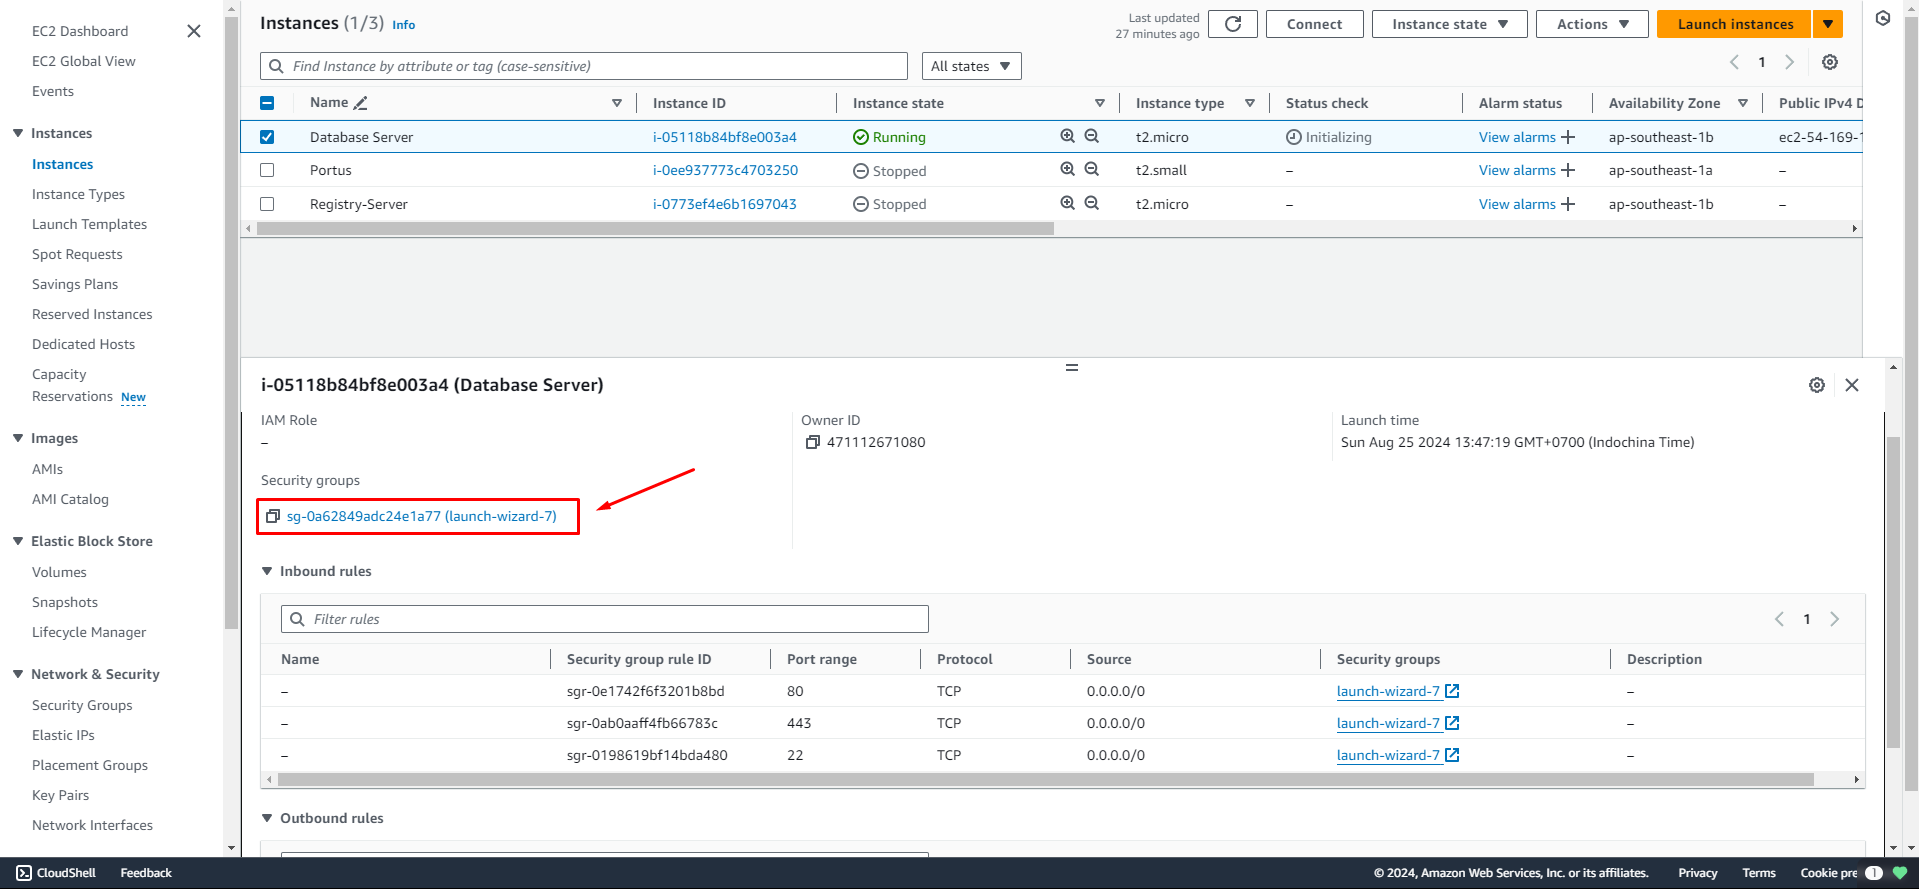 EC2 Dashboard
EC2 Global View
Events
Instances
Instances
Instance Types
Launch Templates
Spot Requests
Savings Plans
Reserved Instances
Dedicated Hosts
Capacity
Reservations New
Images
AMIs
AMI Catalog
Elastic Block Store
Volumes
Snapshots
Lifecycle Manager
Network & Security
Security Groups
Elastic IPs
Placement Groups
Key Pairs
Network Interfaces
Instances (1/3) Info
Last updated
27 minutes ago
Connect
Instance state
Actions
Launch instances
Find Instance by attribute or tag (case-sensitive)
All states
1
Name Instance ID Instance state Instance type Status check Alarm status Availability Zone Public IPv4 D
Database Server i-05118b84bf8e003a4 Running t2.micro Initializing View alarms + ap-southeast-1b ec2-54-169-1
Portus i-0ee937773c4703250 Stopped t2.small – View alarms + ap-southeast-1a –
Registry-Server i-0773ef4e6b1697043 Stopped t2.micro – View alarms + ap-southeast-1b –
i-05118b84bf8e003a4 (Database Server)
IAM Role
–
Owner ID
471112671080
Launch time
Sun Aug 25 2024 13:47:19 GMT+0700 (Indochina Time)
Security groups
sg-0a62849adc24e1a77 (launch-wizard-7)
Inbound rules
Filter rules
1
Name Security group rule ID Port range Protocol Source Security groups Description
– sgr-0e1742f6f3201b8bd 80 TCP 0.0.0.0/0 launch-wizard-7 –
– sgr-0ab0aaff4fb66783c 443 TCP 0.0.0.0/0 launch-wizard-7 –
– sgr-0198619bf14bda480 22 TCP 0.0.0.0/0 launch-wizard-7 –
Outbound rules
CloudShell Feedback © 2024, Amazon Web Services, Inc. or its affiliates. Privacy Terms Cookie pre 1